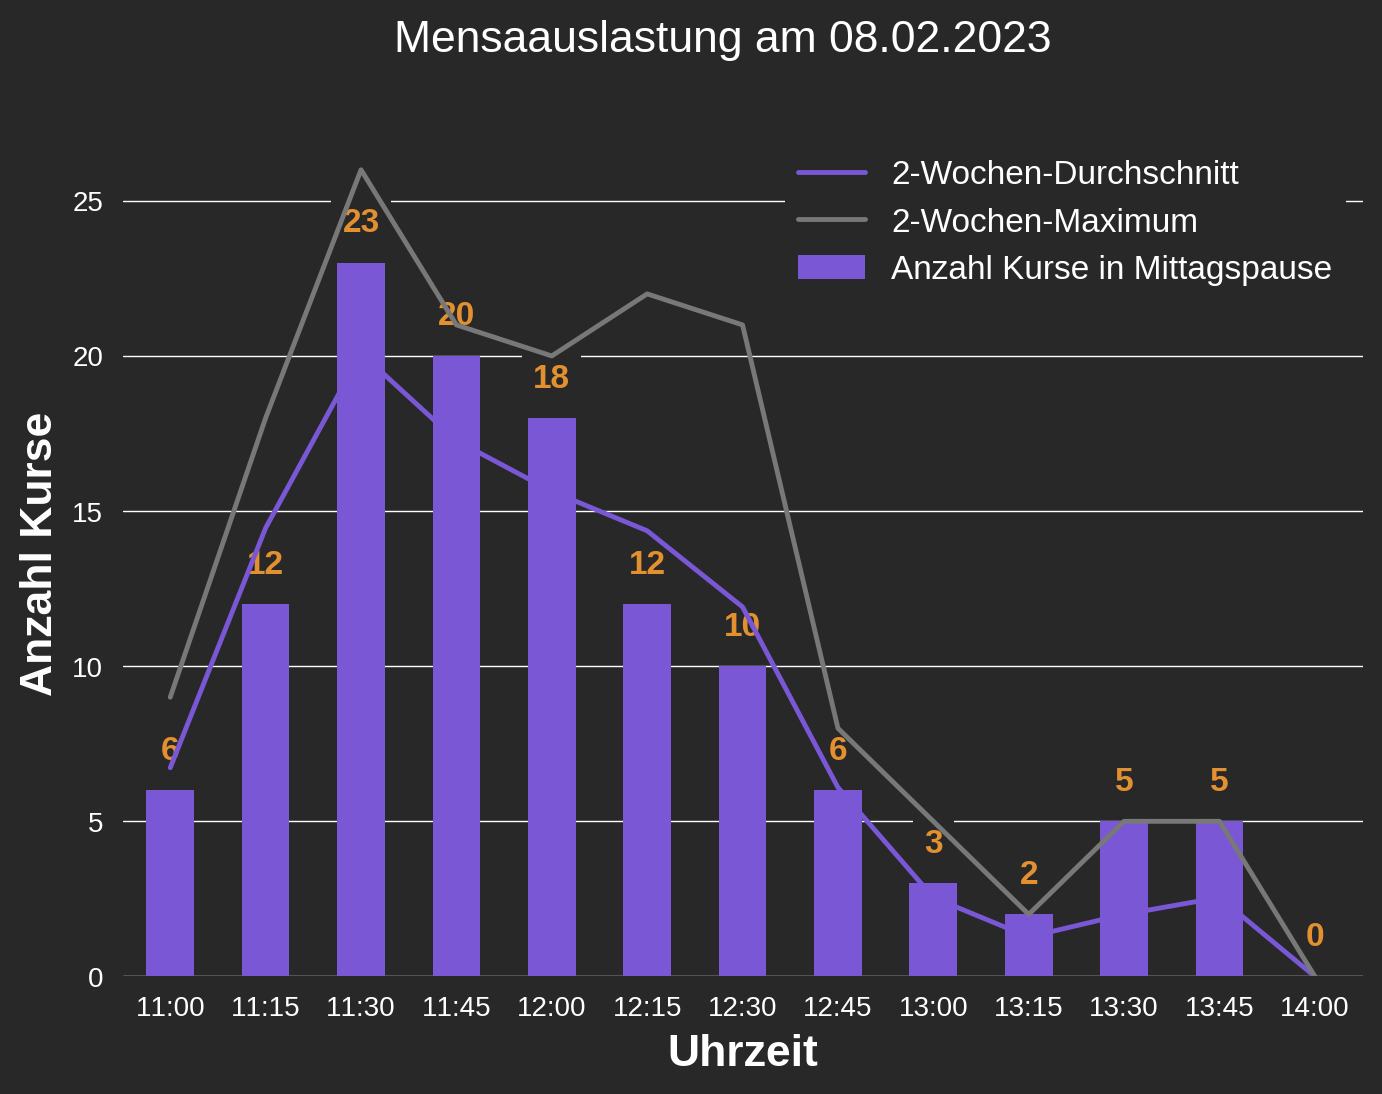 Mensaauslastung am 08.02.2023
2-Wochen-Durchschnitt
2-Wochen-Maximum
Anzahl Kurse in Mittagspause
Anzahl Kurse
25
20
15
10
5
0
6
12
23
20
18
12
10
6
3
2
5
5
0
11:00 11:15 11:30 11:45 12:00 12:15 12:30 12:45 13:00 13:15 13:30 13:45 14:00
Uhrzeit